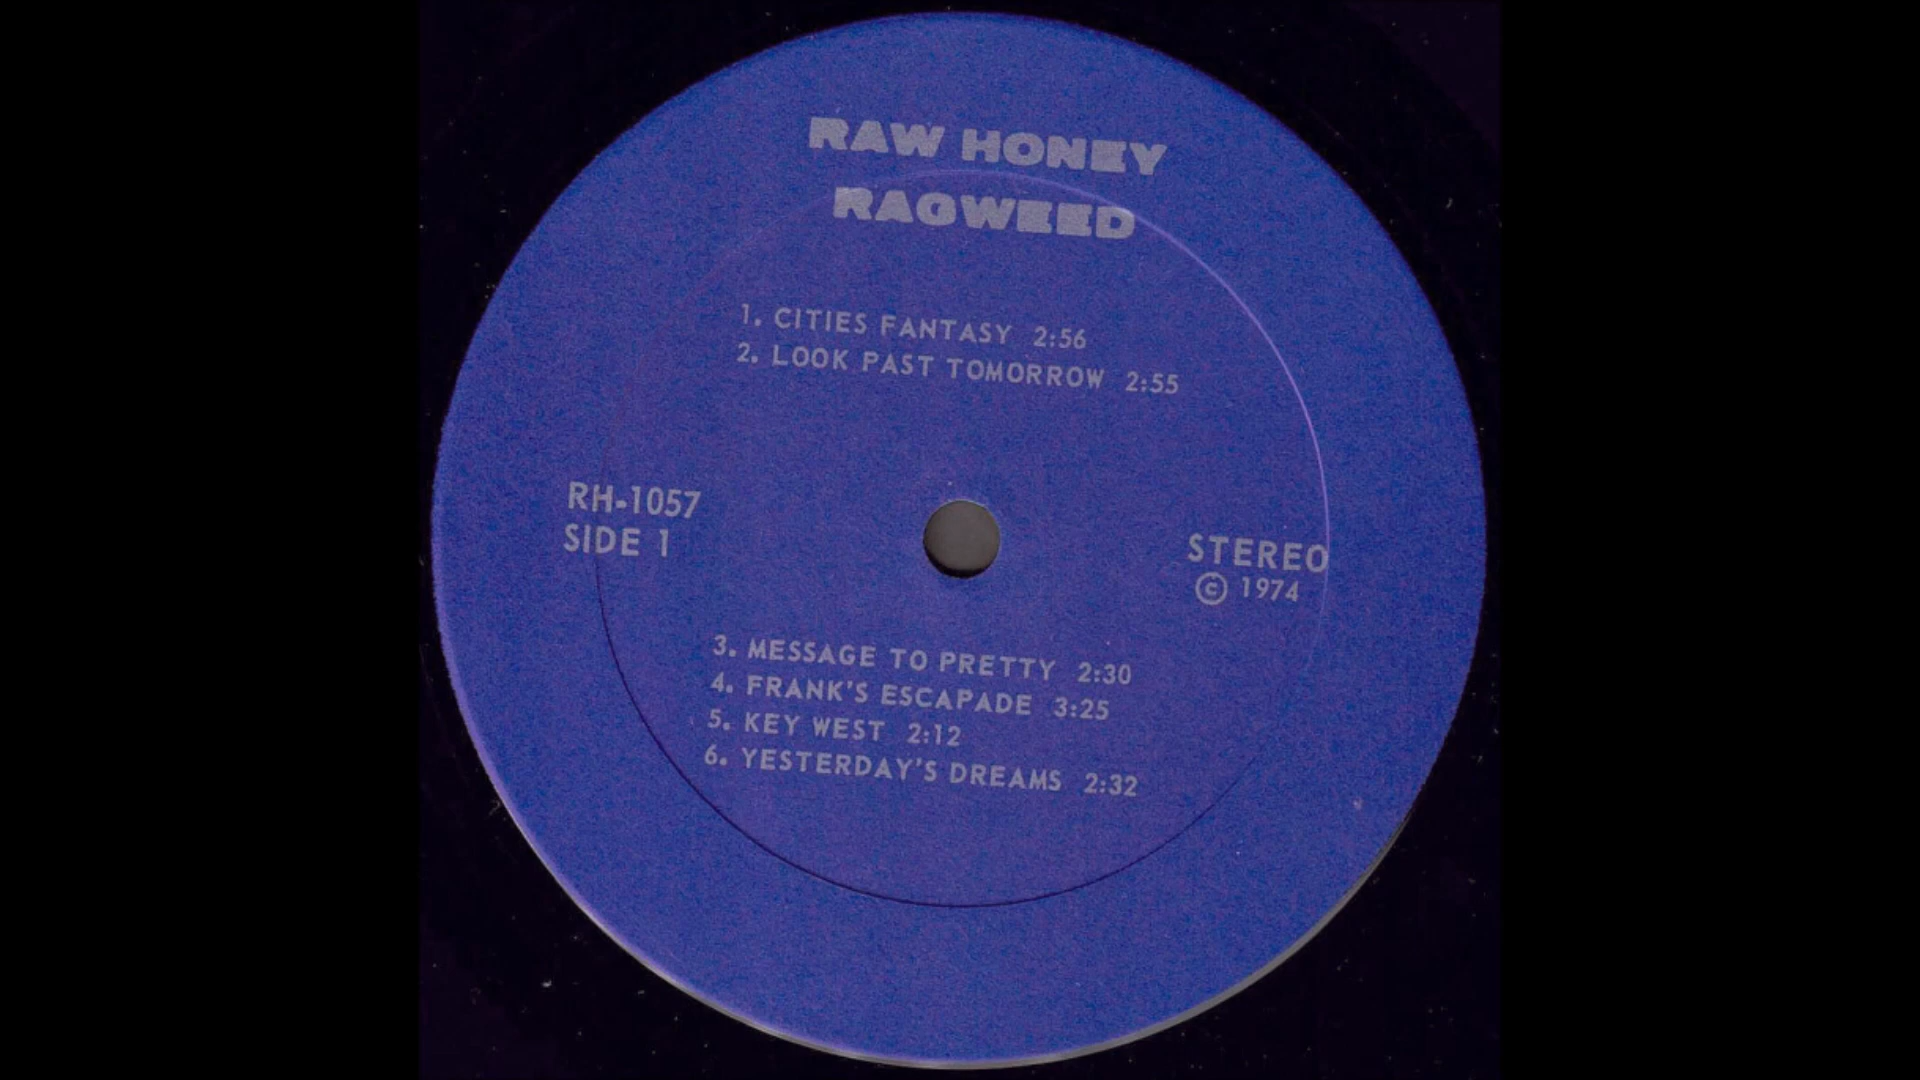 RAW HONEY
RAGWEED
1. CITIES FANTASY 2:56
2. LOOK PAST TOMORROW 2:55
RH-1057
SIDE 1
STEREO
© 1974
3. MESSAGE TO PRETTY 2:30
4. FRANK'S ESCAPADE 3:25
5. KEY WEST 2:12
6. YESTERDAY'S DREAMS 2:32